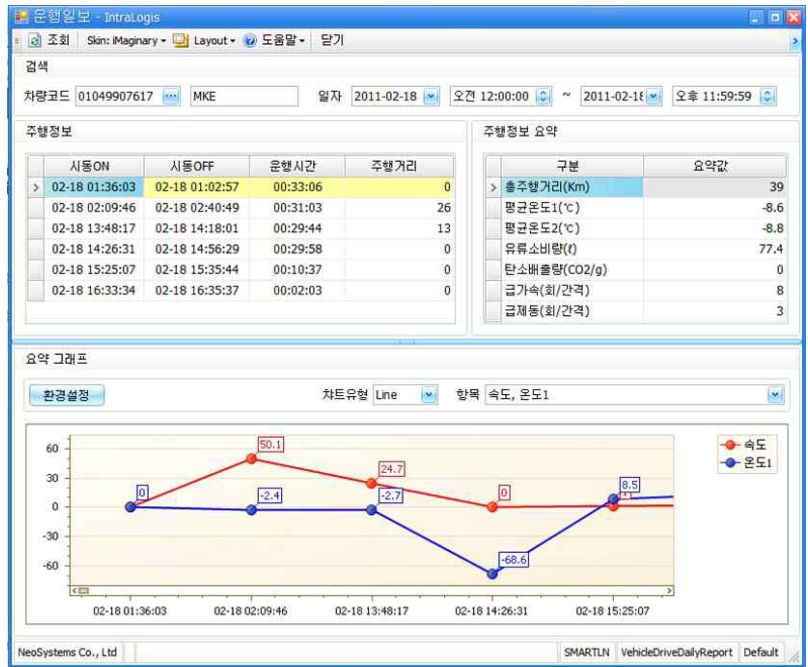 운행일보 - IntraLogis
조회 Skin: iMaginary Layout 도움말 닫기
검색
차량코드 01049907617 MKE 일자 2011-02-18 오전 12:00:00 ~ 2011-02-18 오후 11:59:59
주행정보
시동ON 시동OFF 운행시간 주행거리
02-18 01:36:03 02-18 01:02:57 00:33:06 0
02-18 02:09:46 02-18 02:40:49 00:31:03 26
02-18 13:48:17 02-18 14:18:01 00:29:44 13
02-18 14:26:31 02-18 14:56:29 00:29:58 0
02-18 15:25:07 02-18 15:35:44 00:10:37 0
02-18 16:33:34 02-18 16:35:37 00:02:03 0
주행정보 요약
구분 요약값
총주행거리(Km) 39
평균온도1(℃) -8.6
평균온도2(℃) -8.8
유류소비량(ℓ) 77.4
탄소배출량(CO2/g) 0
급가속(회/간격) 8
급제동(회/간격) 3
요약 그래프
환경설정 챠트유형 Line 항목 속도, 온도1
60
30
0
-30
-60
50.1
24.7
0
0
-2.4
-2.7
-68.6
8.5
속도
온도1
02-18 01:36:03 02-18 02:09:46 02-18 13:48:17 02-18 14:26:31 02-18 15:25:07
NeoSystems Co., Ltd SMARTLN VehicleDriveDailyReport Default